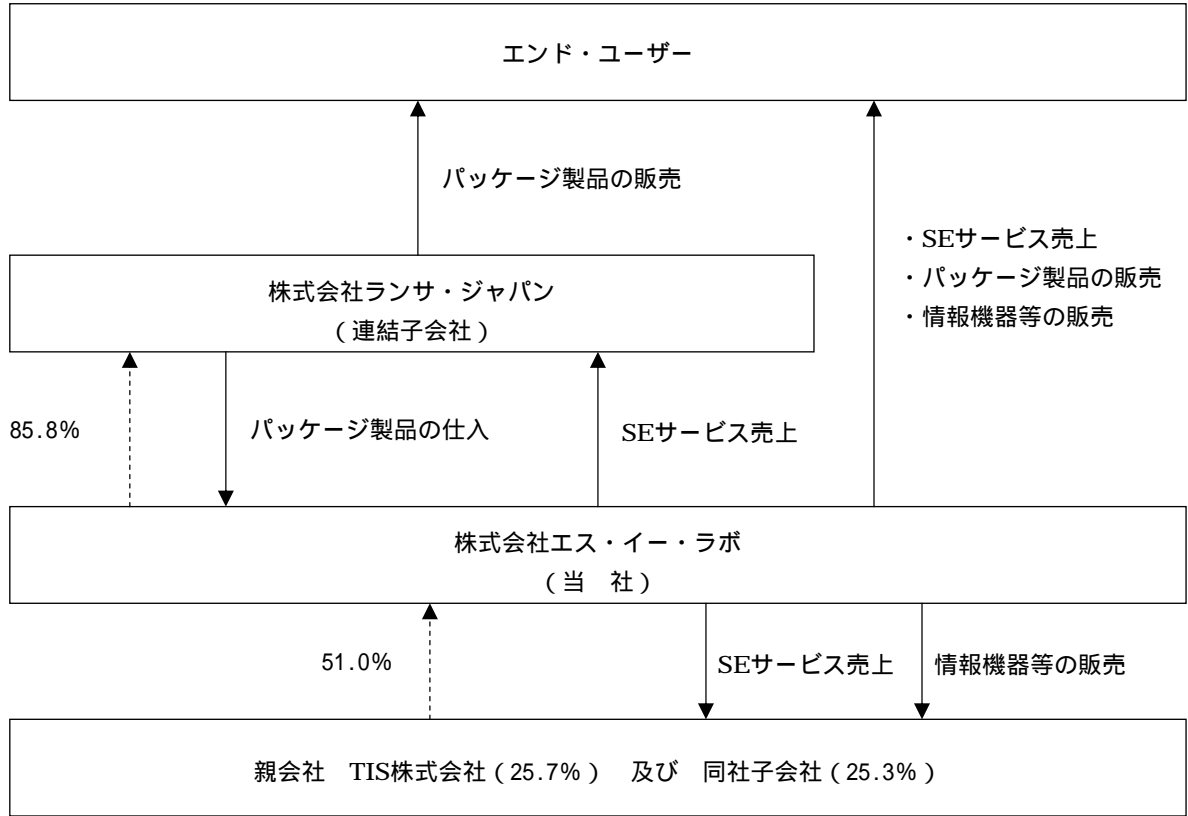 エンド・ユーザー
パッケージ製品の販売
・SEサービス売上
・パッケージ製品の販売
・情報機器等の販売
株式会社ランサ・ジャパン
（連結子会社）
85.8%
パッケージ製品の仕入
SEサービス売上
株式会社エス・イー・ラボ
（当　社）
51.0%
SEサービス売上
情報機器等の販売
親会社　TIS株式会社（25.7%）　及び　同社子会社（25.3%）